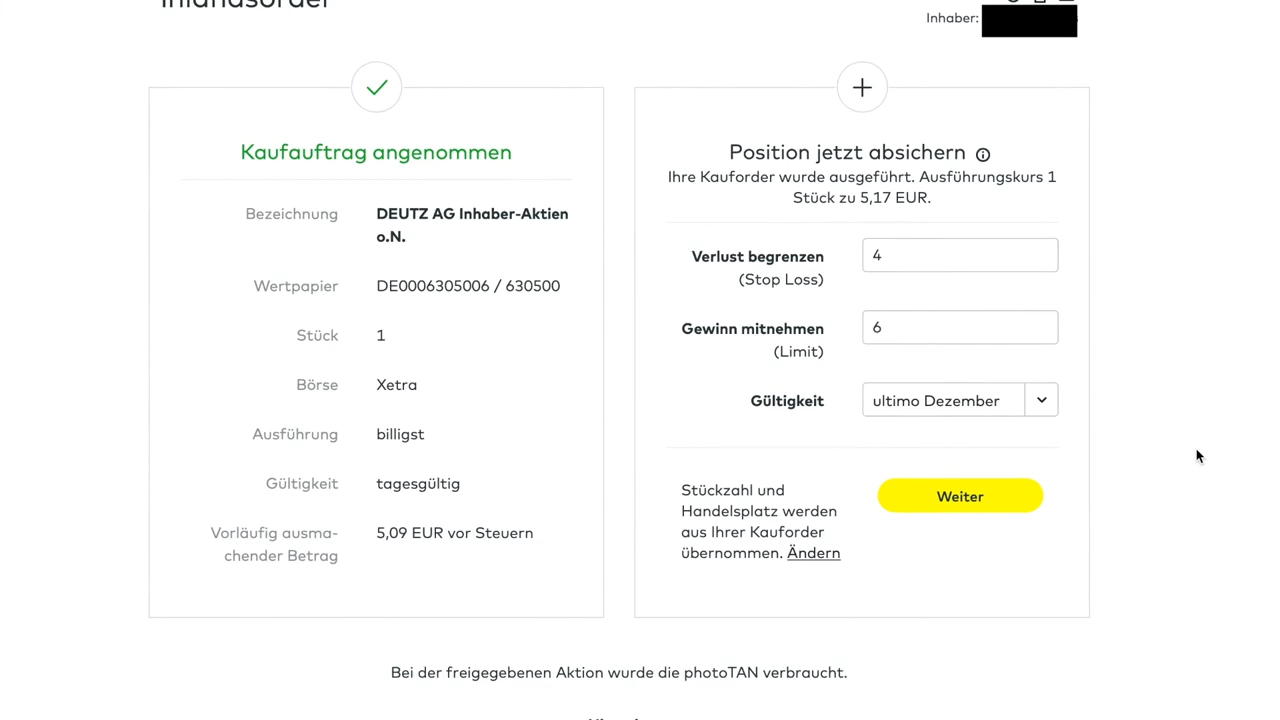 Inlandsorder
Inhaber:
Kaufauftrag angenommen
Bezeichnung DEUTZ AG Inhaber-Aktien
o.N.
Wertpapier DE0006305006 / 630500
Stück 1
Börse Xetra
Ausführung billigst
Gültigkeit tagesgültig
Vorläufig ausma- 5,09 EUR vor Steuern
chender Betrag
Position jetzt absichern
Ihre Kauforder wurde ausgeführt. Ausführungskurs 1
Stück zu 5,17 EUR.
Verlust begrenzen 4
(Stop Loss)
Gewinn mitnehmen 6
(Limit)
Gültigkeit ultimo Dezember
Stückzahl und
Handelsplatz werden
aus Ihrer Kauforder
übernommen. Ändern
Weiter
Bei der freigegebenen Aktion wurde die photoTAN verbraucht.